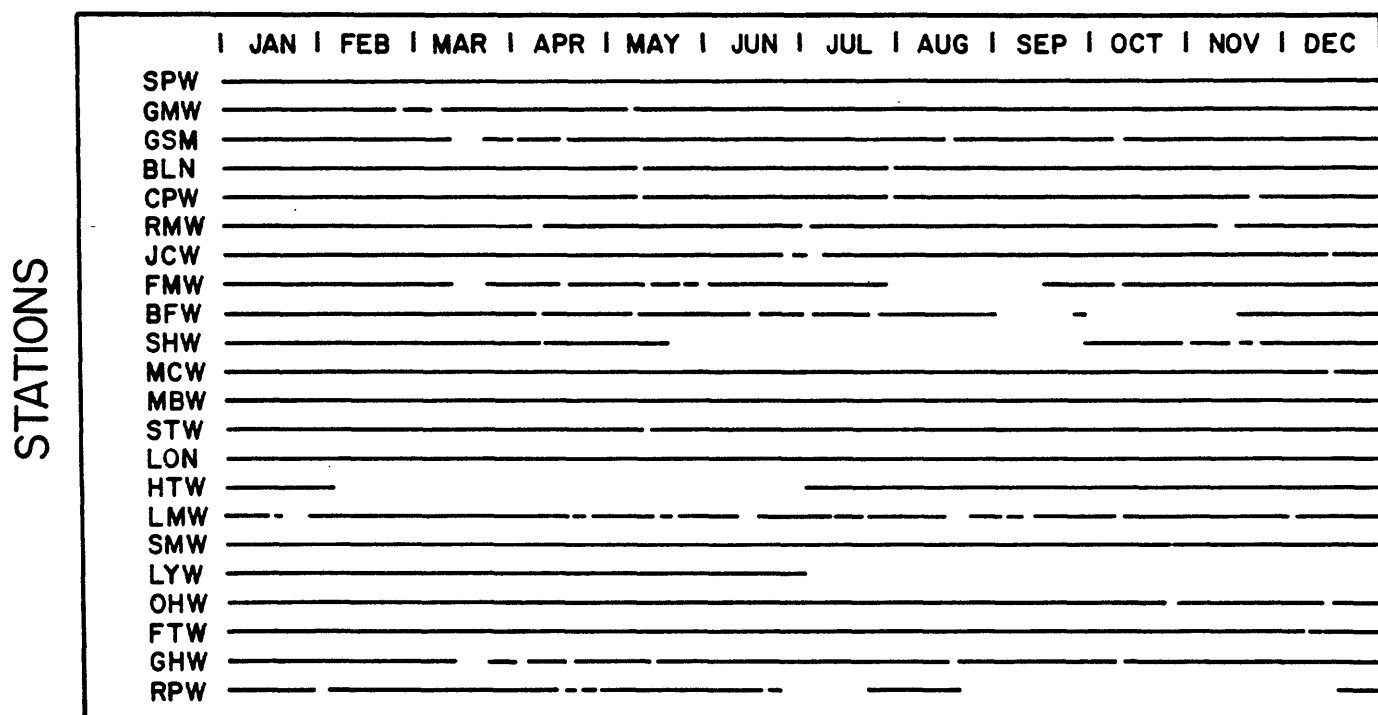 | JAN | FEB | MAR | APR | MAY | JUN | JUL | AUG | SEP | OCT | NOV | DEC
SPW
GMW
GSM
BLN
CPW
RMW
JCW
FMW
BFW
SHW
MCW
MBW
STW
LON
HTW
LMW
SMW
LYW
OHW
FTW
GHW
RPW
STATIONS